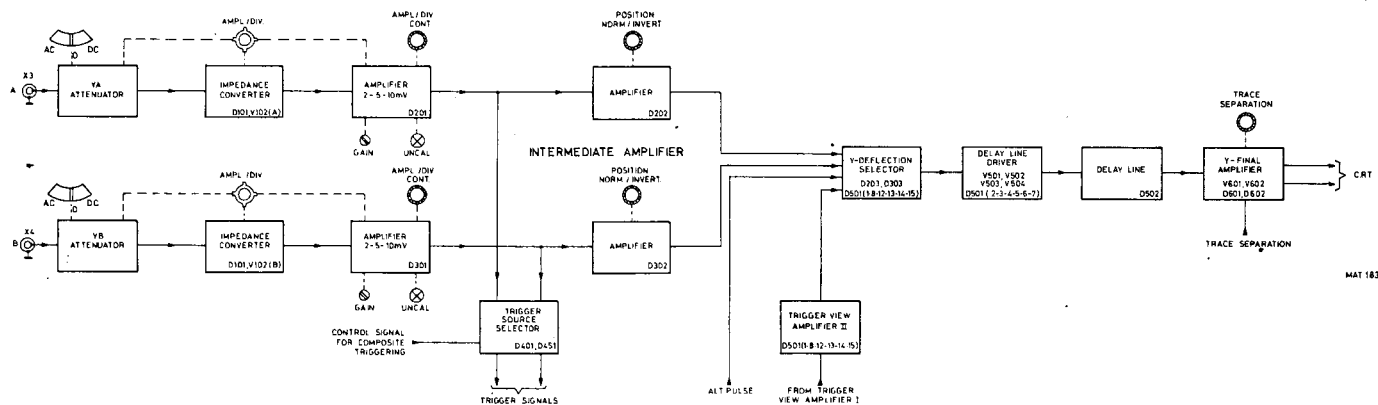 AMPL / DIV.
AMPL / DIV
CONT
POSITION
NORM / INVERT
AC
0
DC
X3
A
YA
ATTENUATOR
IMPEDANCE
CONVERTER
D101,V102(A)
AMPLIFIER
2-5-10mV
D201
AMPLIFIER
D202
GAIN
UNCAL
INTERMEDIATE AMPLIFIER
TRACE
SEPARATION
Y-DEFLECTION
SELECTOR
D203, D303
D501(1-8-12-13-14-15)
DELAY LINE
DRIVER
V501, V502
V503, V504
D501 ( 2-3-4-5-6-7)
DELAY LINE
D502
Y-FINAL
AMPLIFIER
V601, V602
D601,D602
C.R.T
TRACE SEPARATION
AMPL / DIV
AMPL / DIV
CONT.
POSITION
NORM / INVERT.
AC
0
DC
X4
B
YB
ATTENUATOR
IMPEDANCE
CONVERTER
D101, V102(B)
AMPLIFIER
2-5-10mV
D301
AMPLIFIER
D302
GAIN
UNCAL
MAT 183
TRIGGER
SOURCE
SELECTOR
D401, D451
CONTROL SIGNAL
FOR COMPOSITE
TRIGGERING
TRIGGER SIGNALS
ALT PULSE
TRIGGER VIEW
AMPLIFIER II
D501(1-8-12-13-14-15)
FROM TRIGGER
VIEW AMPLIFIER I